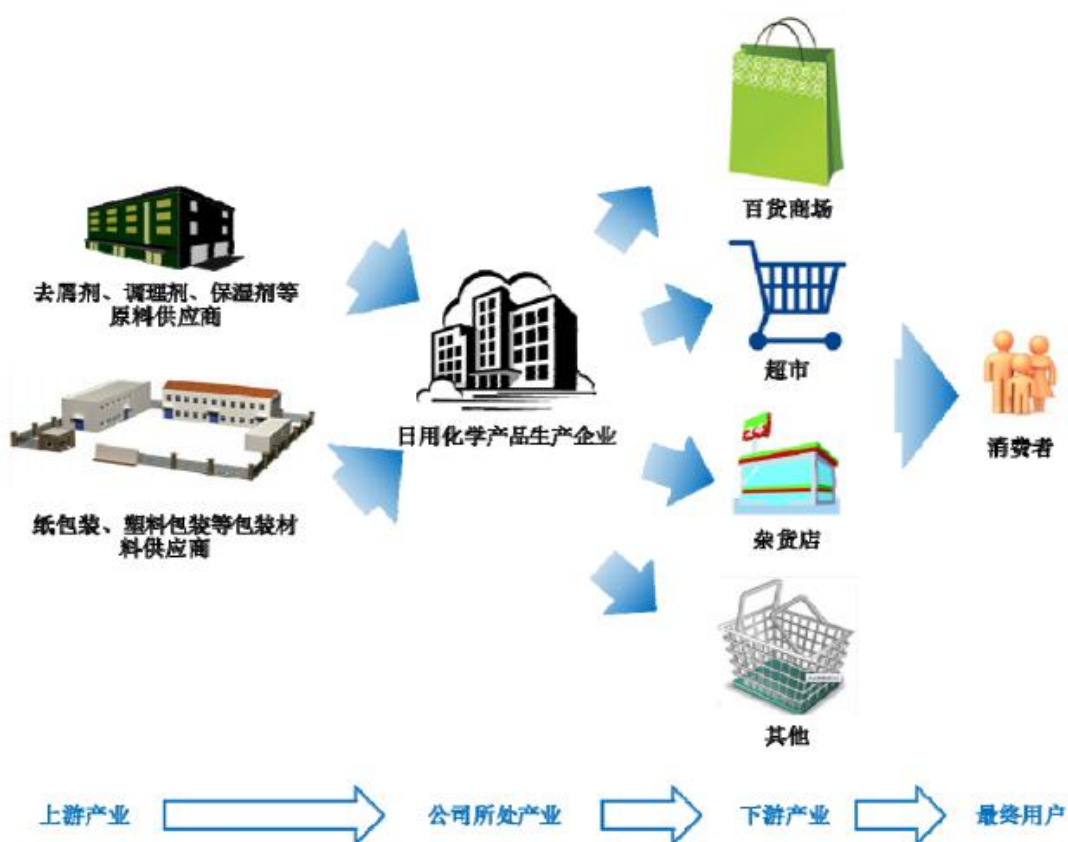 百货商场
去屑剂、调理剂、保湿剂等
原料供应商
超市
日用化学产品生产企业
消费者
纸包装、塑料包装等包装材
料供应商
杂货店
其他
上游产业
公司所处产业
下游产业
最终用户